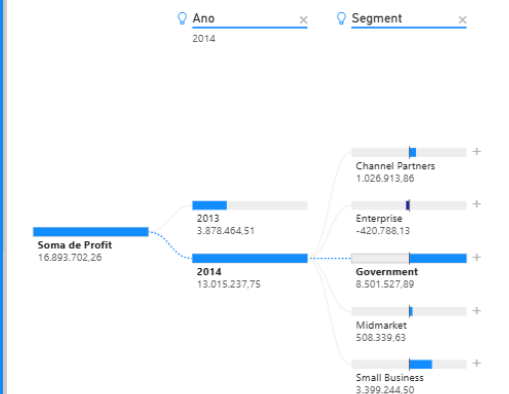 Ano
Segment
2014
Channel Partners
1.026.913,86
2013
3.878.464,51
Enterprise
-420.788,13
Soma de Profit
16.893.702,26
2014
13.015.237,75
Government
8.501.527,89
Midmarket
508.339,63
Small Business
3.399.244,50